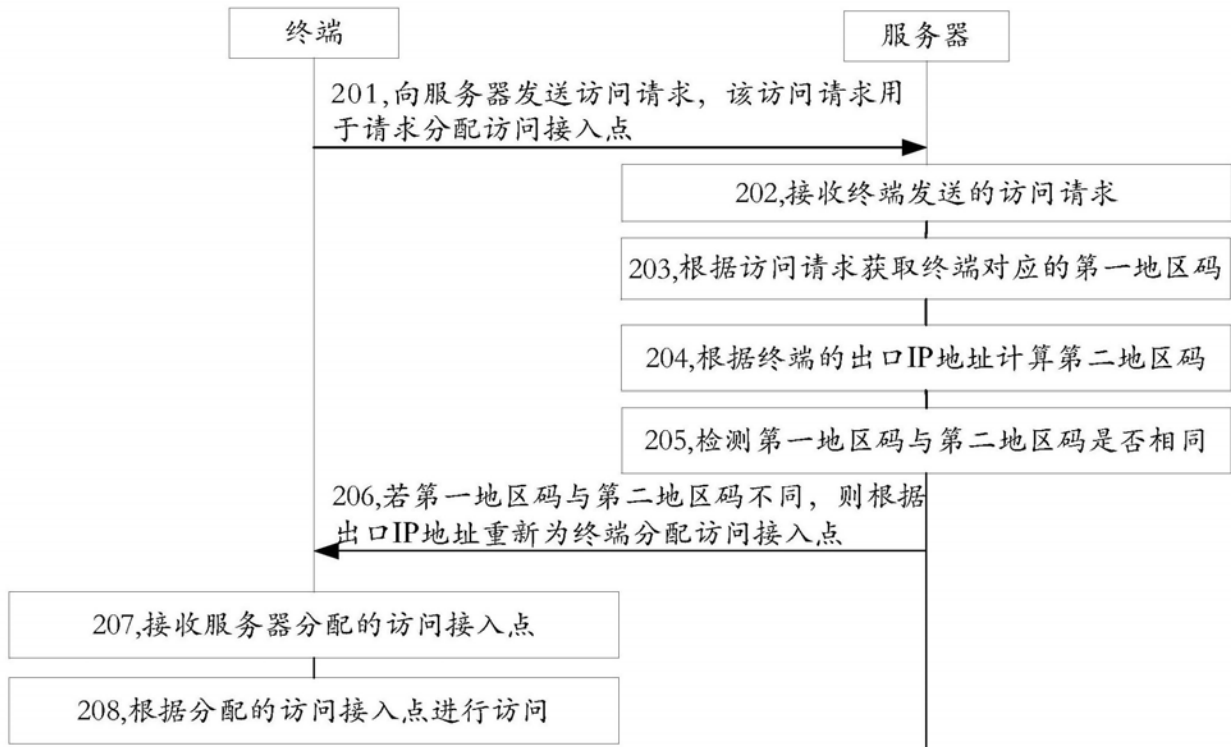 终端
服务器
201,向服务器发送访问请求，该访问请求用
于请求分配访问接入点
202,接收终端发送的访问请求
203,根据访问请求获取终端对应的第一地区码
204,根据终端的出口IP地址计算第二地区码
205,检测第一地区码与第二地区码是否相同
206,若第一地区码与第二地区码不同，则根据
出口IP地址重新为终端分配访问接入点
207,接收服务器分配的访问接入点
208,根据分配的访问接入点进行访问